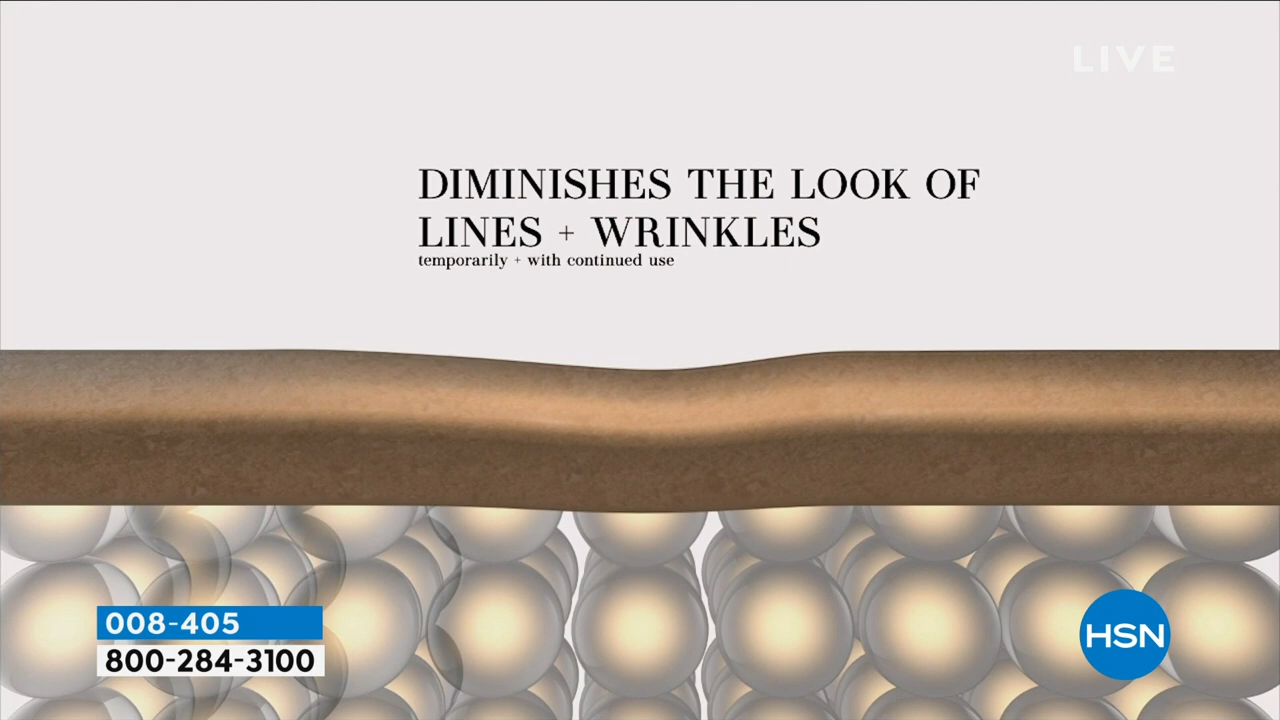 LIVE
DIMINISHES THE LOOK OF
LINES + WRINKLES
temporarily + with continued use
008-405
800-284-3100
HSN